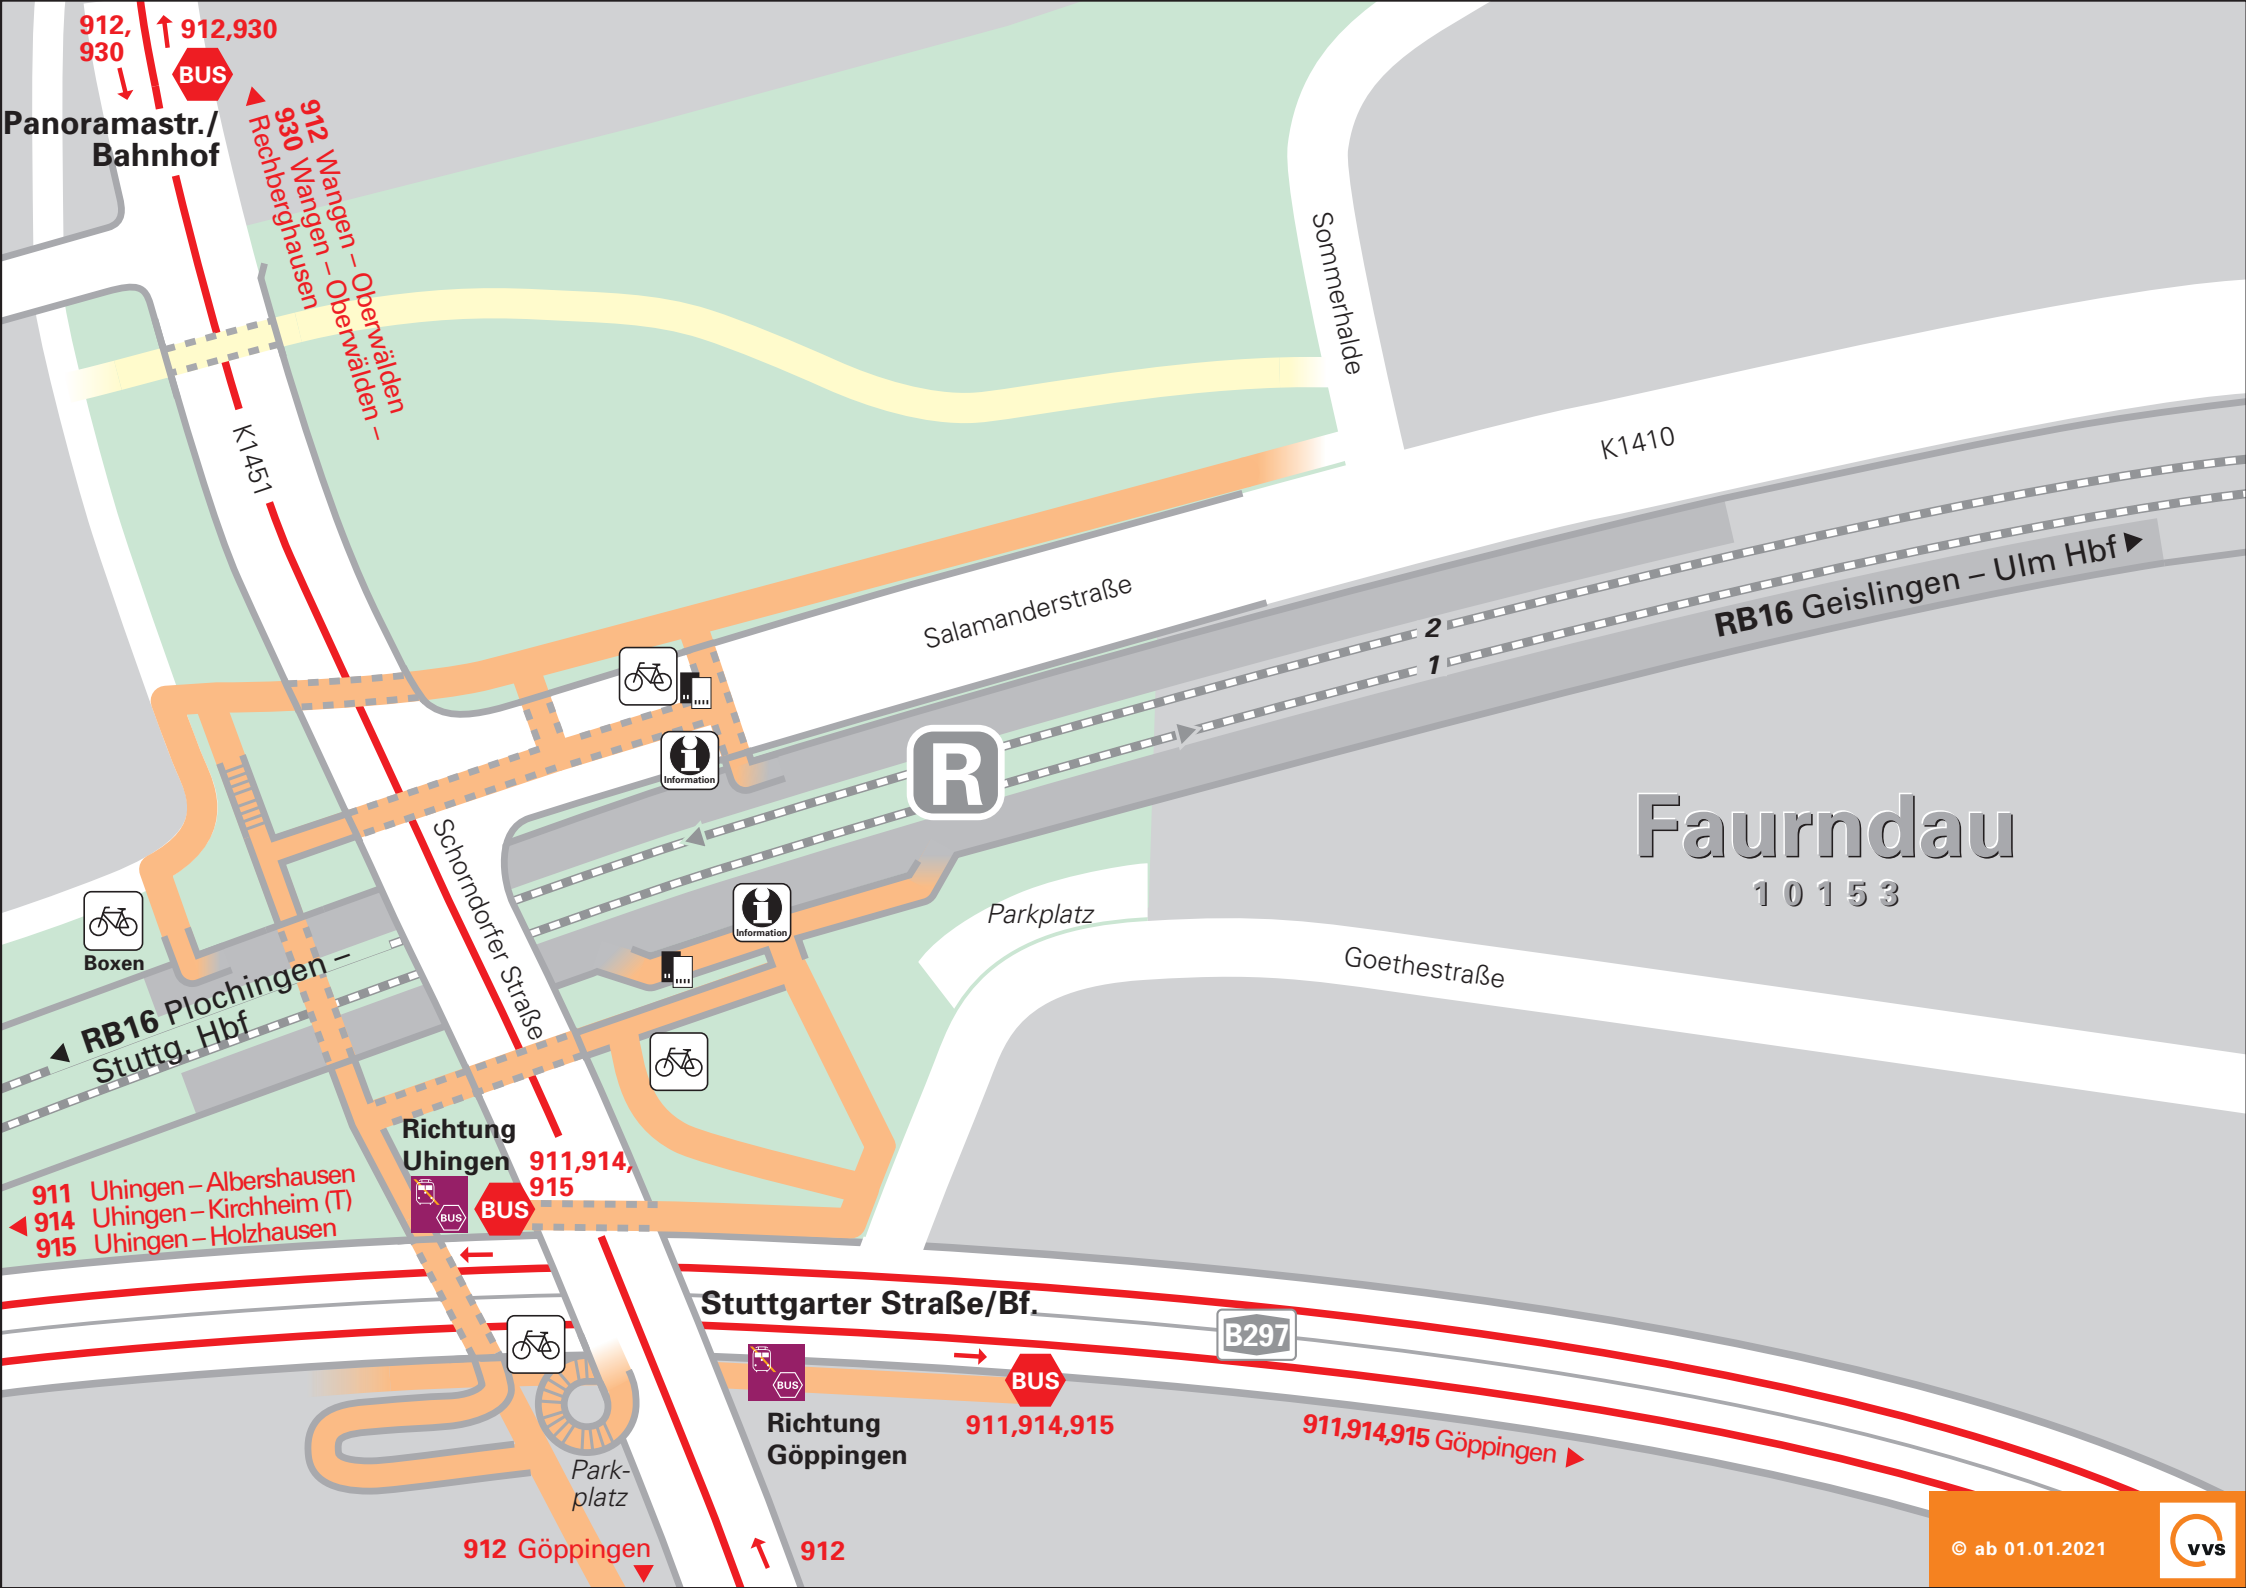 912,
930
912,930
BUS
Panoramastr./
Bahnhof
912 Wangen – Oberwälden
930 Wangen – Oberwälden –
Rechberghausen
Sommerhalde
K1451
K1410
Salamanderstraße
2
1
RB16 Geislingen – Ulm Hbf
Information
R
Faurndau
10153
Schorndorfer Straße
Information
Parkplatz
Goethestraße
Boxen
RB16 Plochingen –
Stuttg. Hbf
Richtung
Uhingen
911,914,
915
BUS
BUS
911 Uhingen – Albershausen
914 Uhingen – Kirchheim (T)
915 Uhingen – Holzhausen
Stuttgarter Straße/Bf.
B297
BUS
BUS
Richtung
Göppingen
911,914,915
911,914,915 Göppingen
Park-
platz
912 Göppingen
912
© ab 01.01.2021
VVS